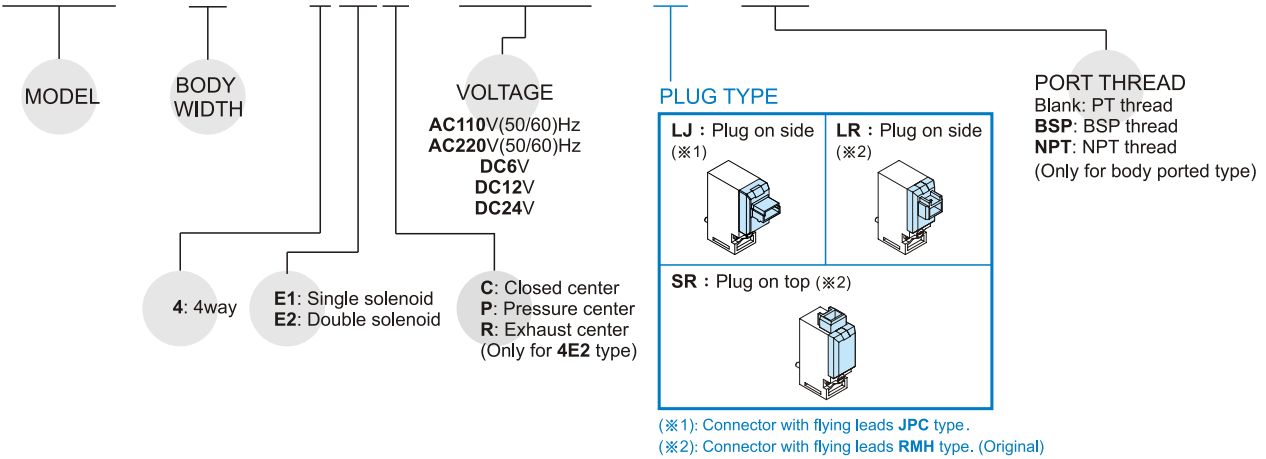 MODEL
BODY
WIDTH
VOLTAGE
AC110V(50/60)Hz
AC220V(50/60)Hz
DC6V
DC12V
DC24V
PLUG TYPE
LJ : Plug on side
(※1)
LR : Plug on side
(※2)
SR : Plug on top (※2)
(※1): Connector with flying leads JPC type.
(※2): Connector with flying leads RMH type. (Original)
PORT THREAD
Blank: PT thread
BSP: BSP thread
NPT: NPT thread
(Only for body ported type)
4: 4way
E1: Single solenoid
E2: Double solenoid
C: Closed center
P: Pressure center
R: Exhaust center
(Only for 4E2 type)